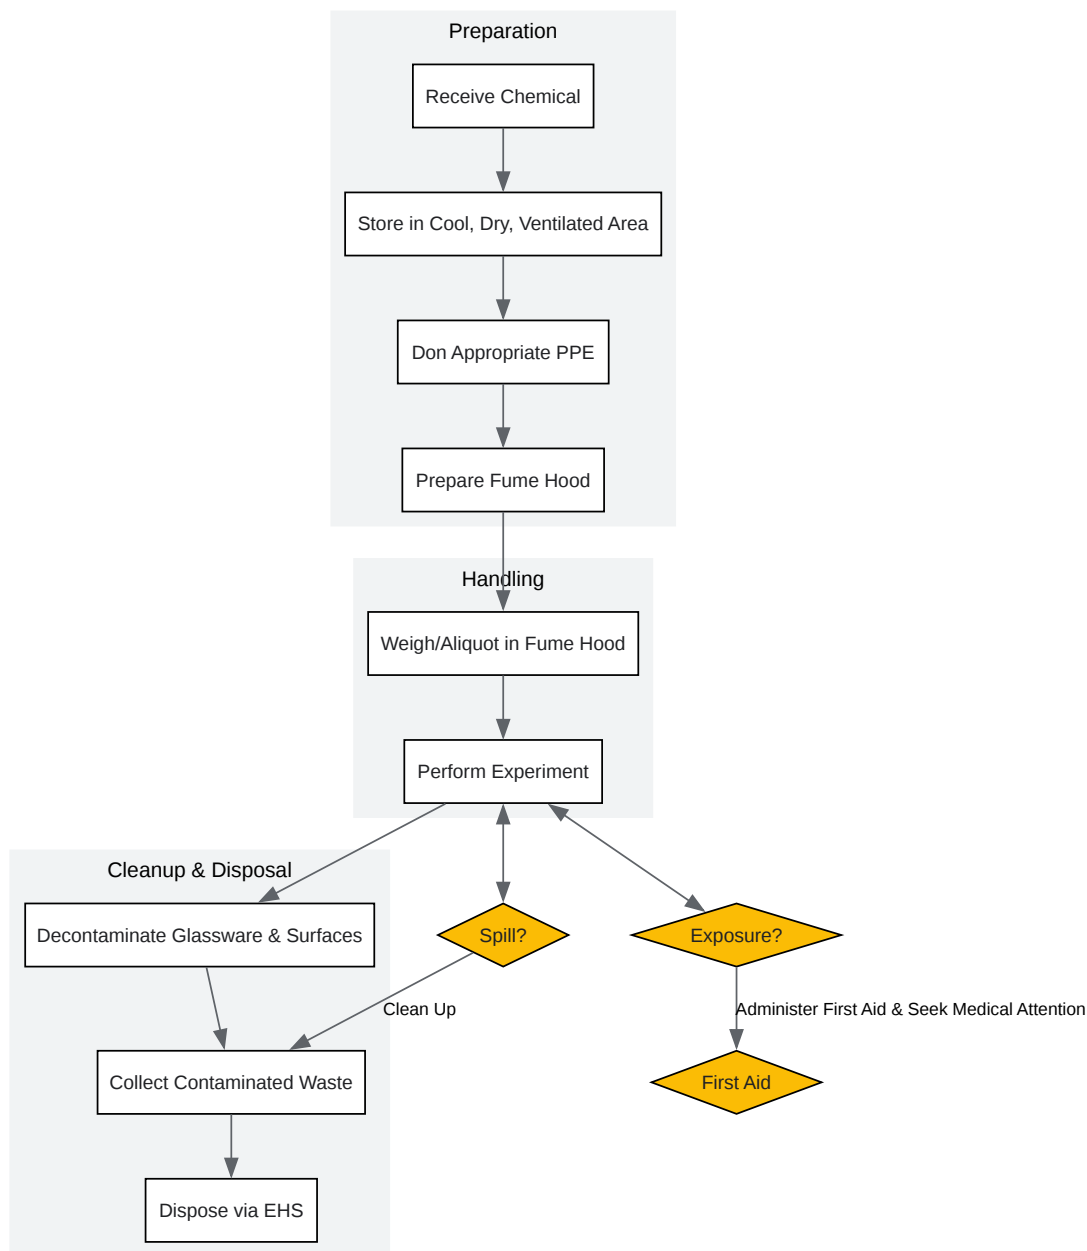 Preparation
Receive Chemical
Store in Cool, Dry, Ventilated Area
Don Appropriate PPE
Prepare Fume Hood
Handling
Weigh/Aliquot in Fume Hood
Perform Experiment
Cleanup & Disposal
Decontaminate Glassware & Surfaces
Spill?
Exposure?
Clean Up
Administer First Aid & Seek Medical Attention
Collect Contaminated Waste
First Aid
Dispose via EHS